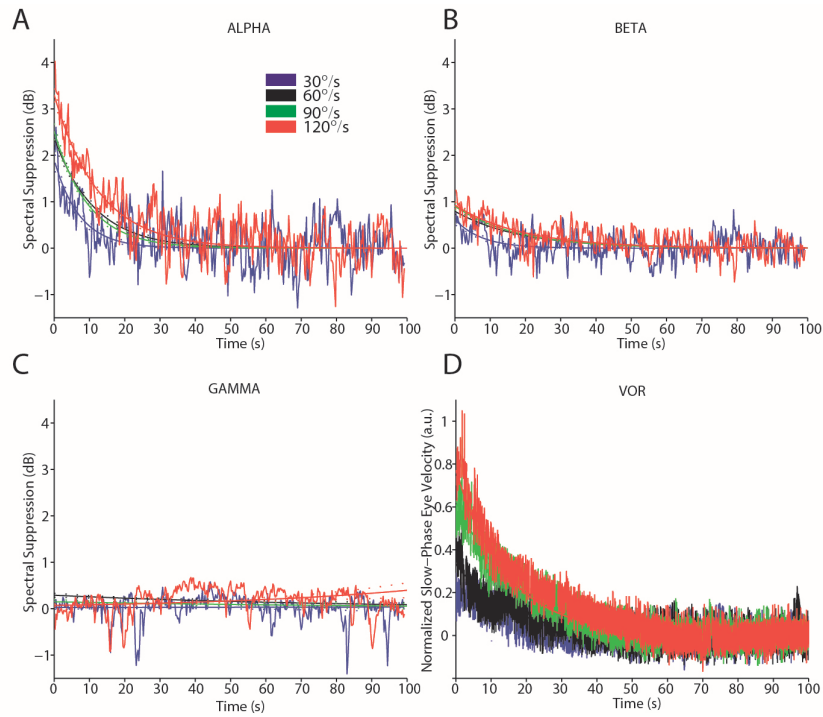 A
ALPHA
Spectral Suppression (dB)
4
3
2
1
0
−1
0 10 20 30 40 50 60 70 80 90 100
Time (s)
30°/s
60°/s
90°/s
120°/s
B
BETA
Spectral Suppression (dB)
4
3
2
1
0
−1
0 10 20 30 40 50 60 70 80 90 100
Time (s)
C
GAMMA
Spectral Suppression (dB)
4
3
2
1
0
−1
0 10 20 30 40 50 60 70 80 90 100
Time (s)
D
VOR
Normalized Slow−Phase Eye Velocity (a.u.)
1
0.8
0.6
0.4
0.2
0
0 10 20 30 40 50 60 70 80 90 100
Time (s)